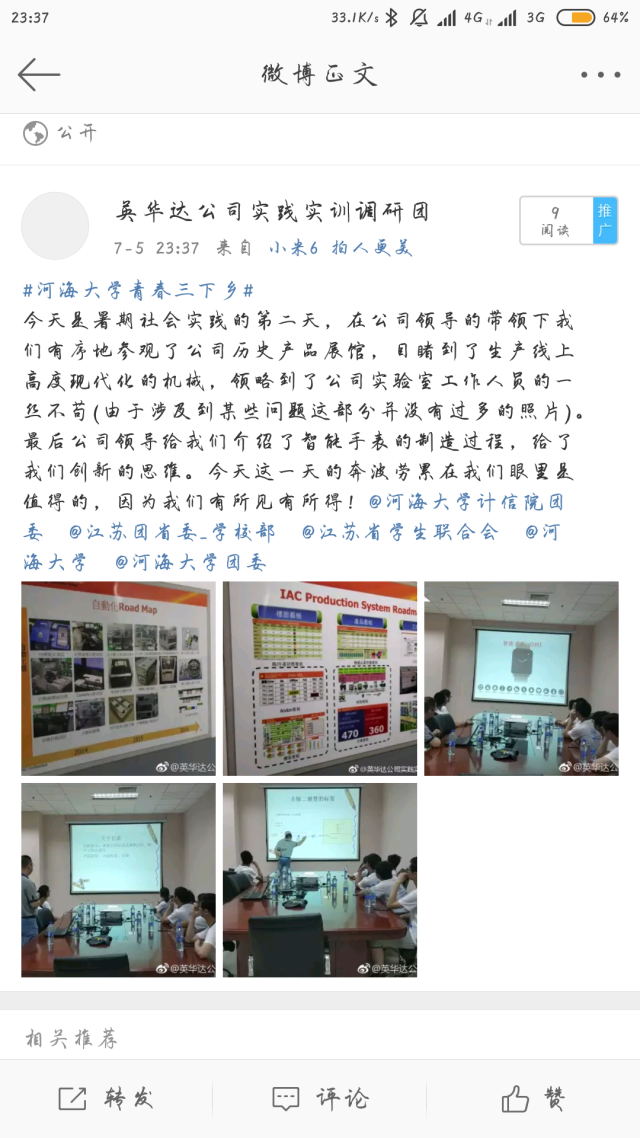 23:37
33.1K/s 4G 3G 64%
微博正文
公开
英华达公司实践实训调研团
7-5 23:37 来自 小米6 拍人更美
9
阅读
推广
#河海大学青春三下乡#
今天是暑期社会实践的第二天，在公司领导的带领下我
们有序地参观了公司历史产品展馆，目睹到了生产线上
高度现代化的机械，领略到了公司实验室工作人员的一
丝不苟(由于涉及到某些问题这部分并没有过多的照片)。
最后公司领导给我们介绍了智能手表的制造过程，给了
我们创新的思维。今天这一天的奔波劳累在我们眼里是
值得的，因为我们有所见有所得！@河海大学计信院团
委 @江苏团省委_学校部 @江苏省学生联合会 @河
海大学 @河海大学团委
自動化Road Map
2014
2015
@英华达公
IAC Production System Roadm
470
360
@英华达公司实践实
@英华达公
@英华达公
@英华达公
相关推荐
转发
评论
赞